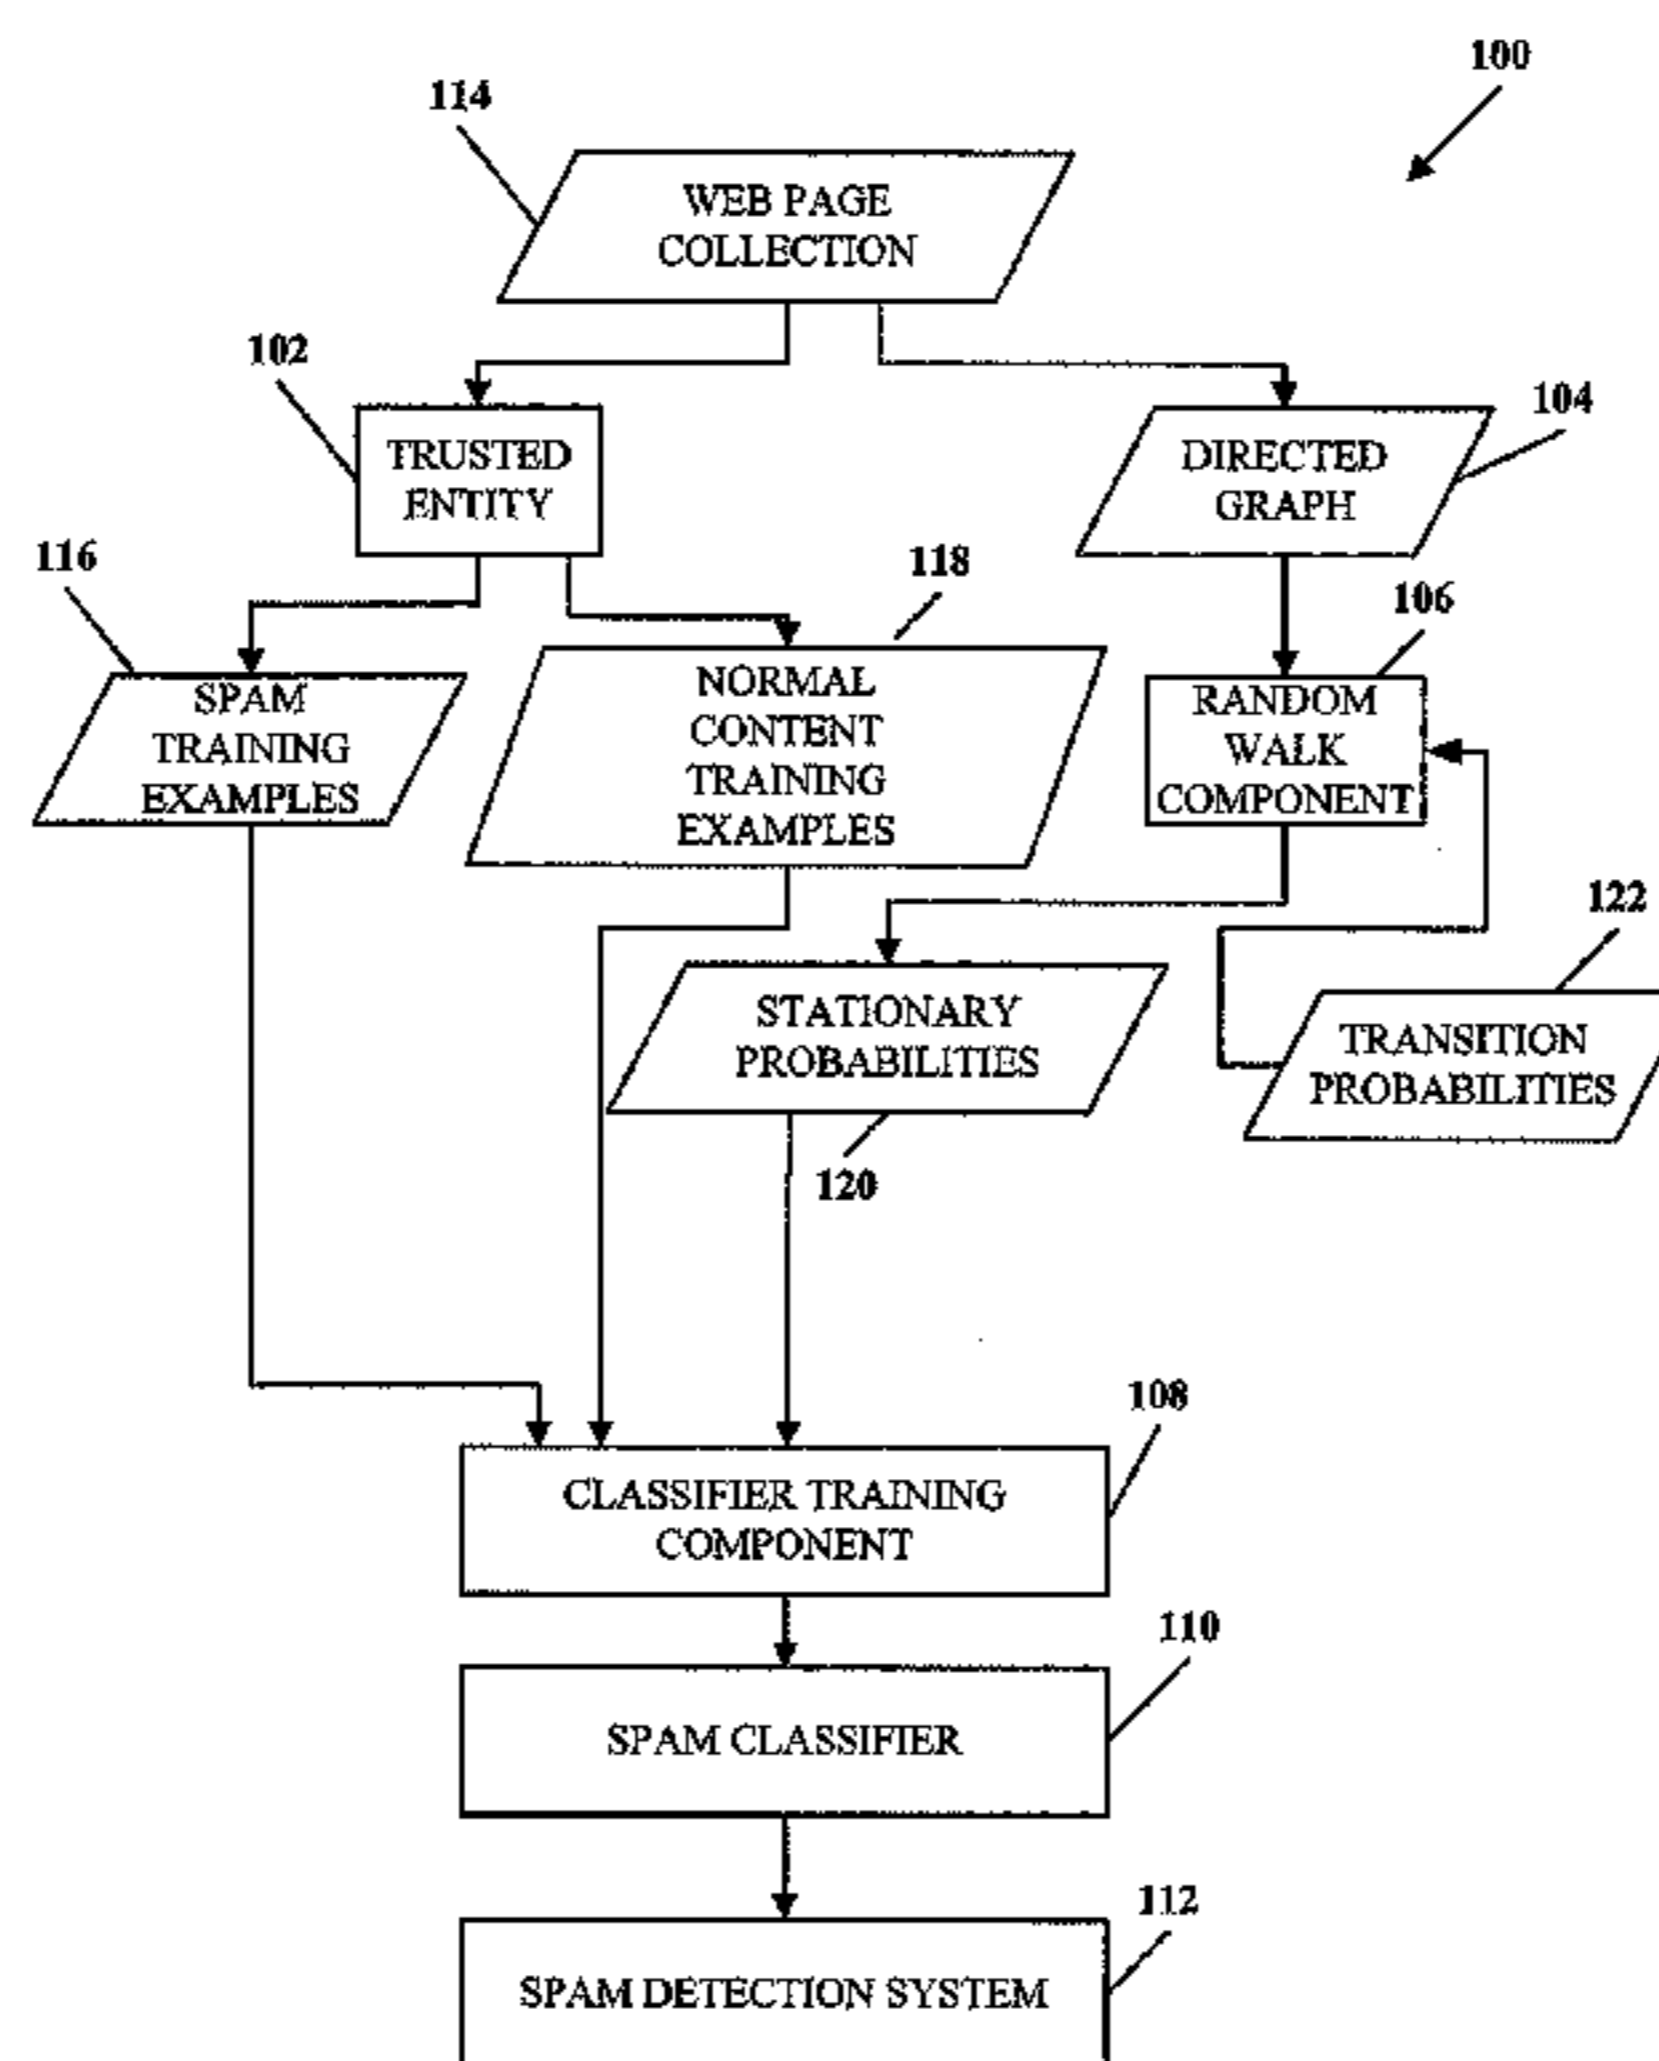 100
114
WEB PAGE
COLLECTION
102
TRUSTED
ENTITY
104
DIRECTED
GRAPH
116
SPAM
TRAINING
EXAMPLES
118
NORMAL
CONTENT
TRAINING
EXAMPLES
106
RANDOM
WALK
COMPONENT
122
TRANSITION
PROBABILITIES
STATIONARY
PROBABILITIES
120
108
CLASSIFIER TRAINING
COMPONENT
110
SPAM CLASSIFIER
112
SPAM DETECTION SYSTEM